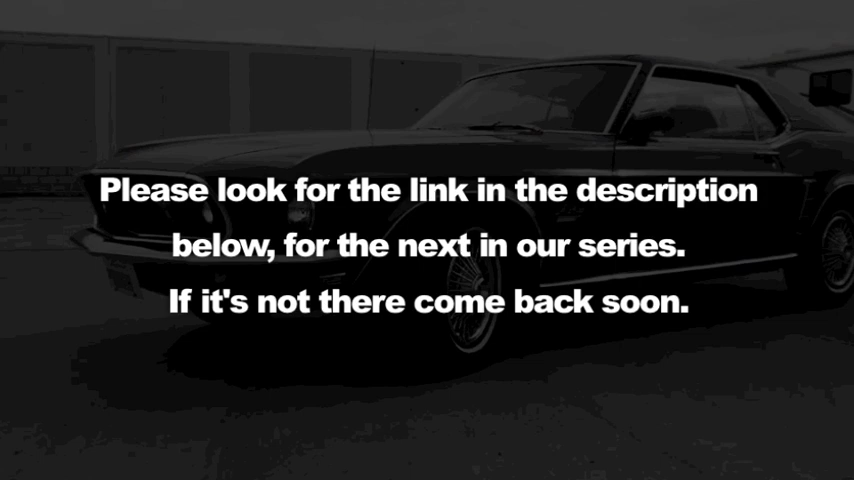 Please look for the link in the description
below, for the next in our series.
If it's not there come back soon.